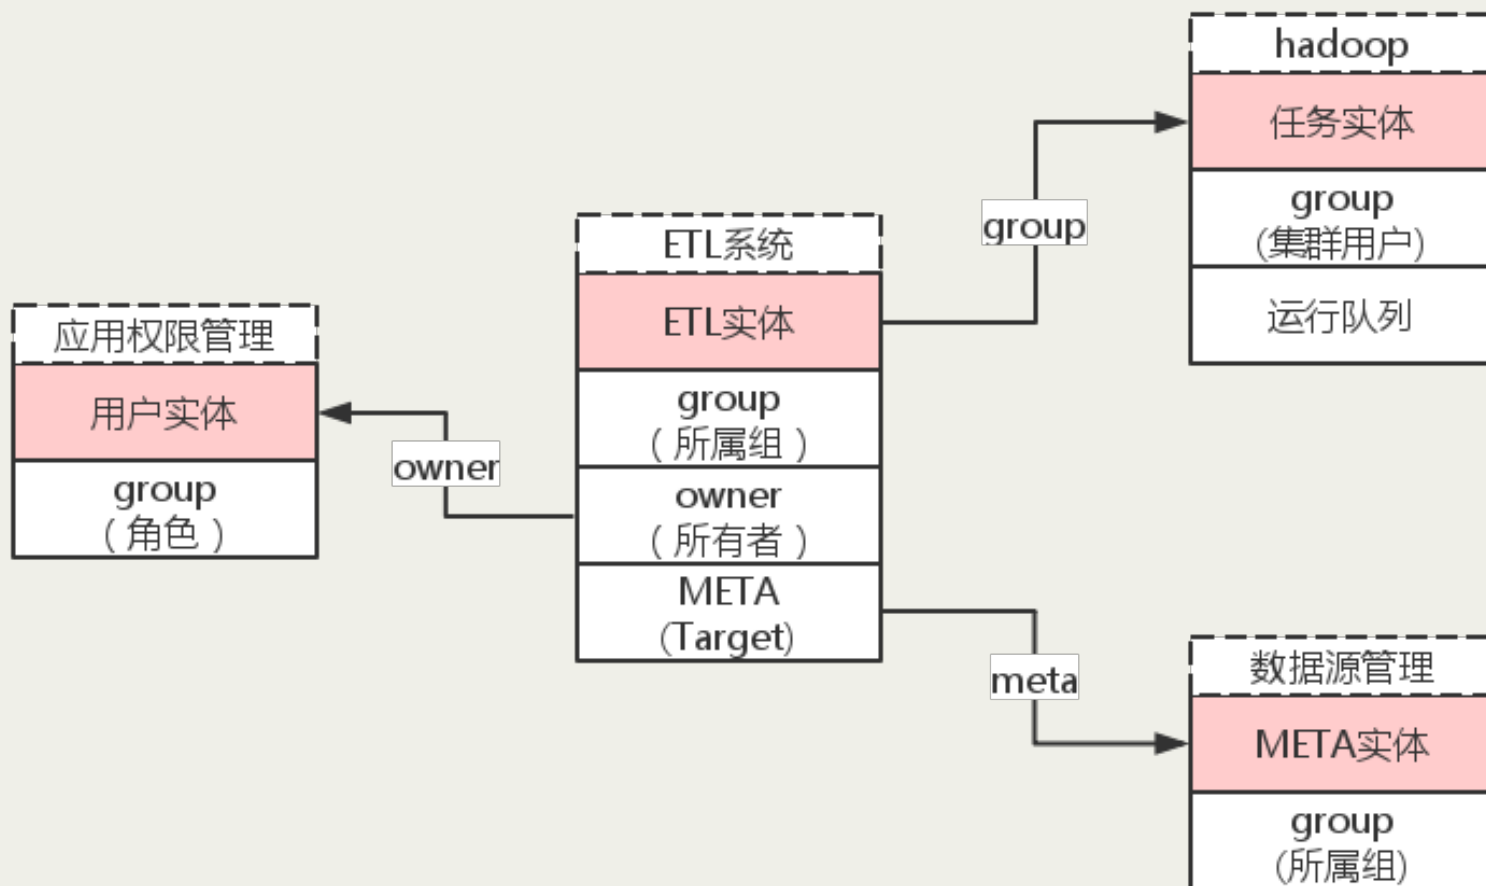 hadoop
任务实体
group
(集群用户)
运行队列
group
ETL系统
ETL实体
group
（所属组）
owner
（所有者）
META
(Target)
应用权限管理
用户实体
group
（角色）
owner
meta
数据源管理
META实体
group
(所属组)